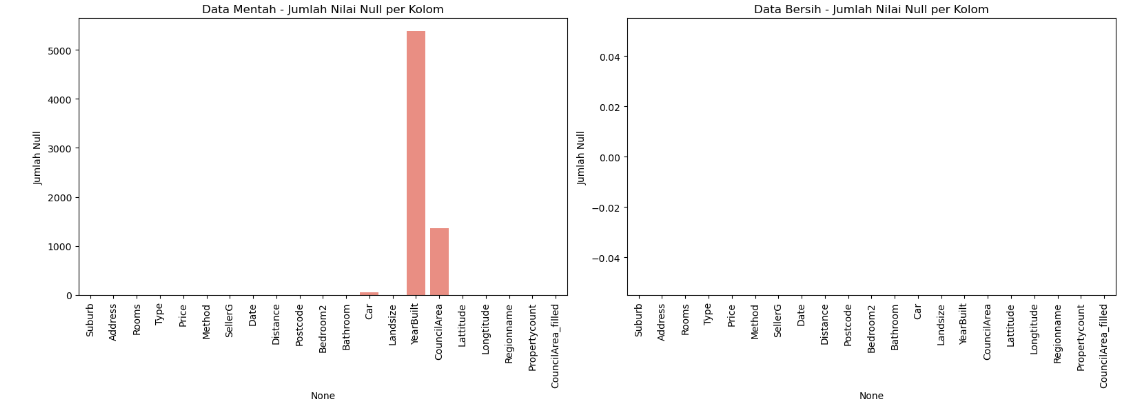 Data Mentah - Jumlah Nilai Null per Kolom
Jumlah Null
5000
4000
3000
2000
1000
0
Suburb
Address
Rooms
Type
Price
Method
SellerG
Date
Distance
Postcode
Bedroom2
Bathroom
Car
Landsize
YearBuilt
CouncilArea
Lattitude
Longtitude
Regionname
Propertycount
CouncilArea_filled
None
Data Bersih - Jumlah Nilai Null per Kolom
Jumlah Null
0.04
0.02
0.00
−0.02
−0.04
Suburb
Address
Rooms
Type
Price
Method
SellerG
Date
Distance
Postcode
Bedroom2
Bathroom
Car
Landsize
YearBuilt
CouncilArea
Lattitude
Longtitude
Regionname
Propertycount
CouncilArea_filled
None